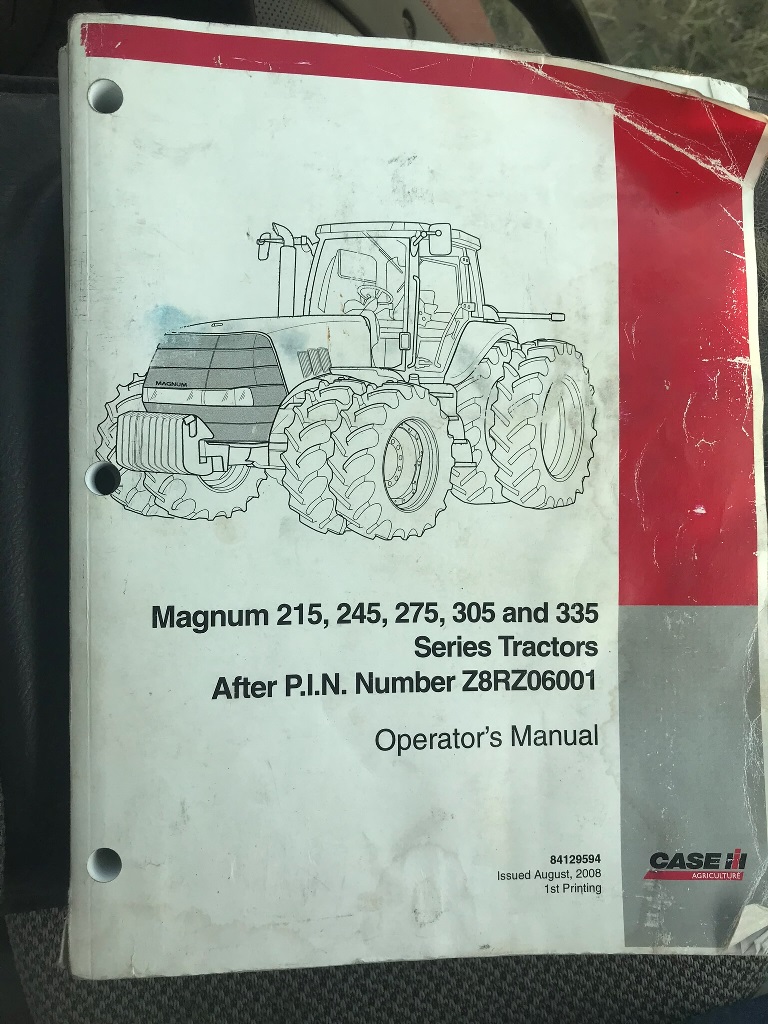 MAGNUM
Magnum 215, 245, 275, 305 and 335
Series Tractors
After P.I.N. Number Z8RZ06001
Operator's Manual
84129594
Issued August, 2008
1st Printing
CASE IH
AGRICULTURE